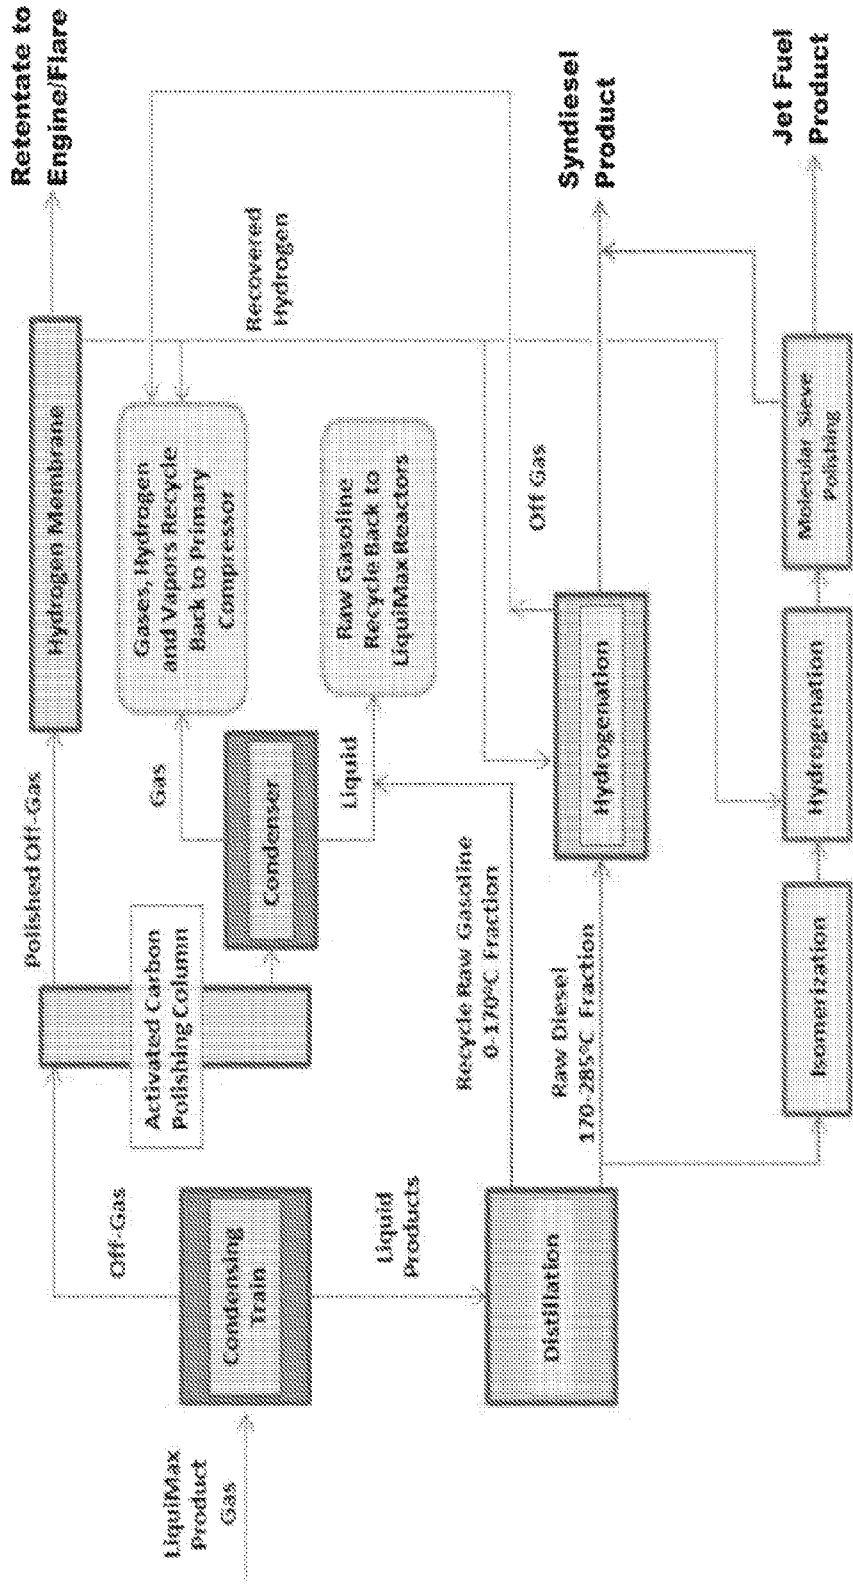 LiquiMax
Product
Gas
Off-Gas
Condensing
Train
Liquid
Products
Distillation
Activated Carbon
Polishing Column
Polished Off-Gas
Condenser
Gas
Liquid
Hydrogen Membrane
Retentate to
Engine/Flare
Gases, Hydrogen
and Vapors Recycle
Back to Primary
Compressor
Recovered
Hydrogen
Raw Gasoline
Recycle Back to
LiquiMax Reactors
Recycle Raw Gasoline
0-170°C Fraction
Raw Diesel
170-285°C Fraction
Hydrogenation
Off Gas
Syndiesel
Product
Isomerization
Hydrogenation
Molecular Sieve
Polishing
Jet Fuel
Product